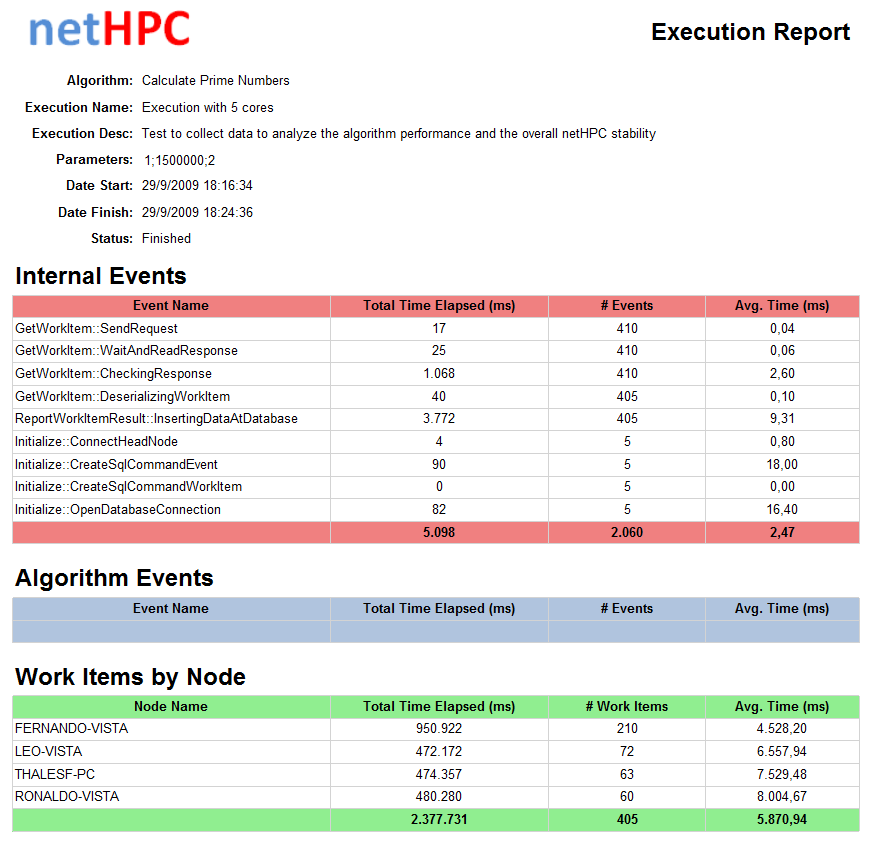 netHPC
Execution Report
Algorithm: Calculate Prime Numbers
Execution Name: Execution with 5 cores
Execution Desc: Test to collect data to analyze the algorithm performance and the overall netHPC stability
Parameters: 1;1500000;2
Date Start: 29/9/2009 18:16:34
Date Finish: 29/9/2009 18:24:36
Status: Finished
Internal Events
Event Name Total Time Elapsed (ms) # Events Avg. Time (ms)
GetWorkItem::SendRequest 17 410 0,04
GetWorkItem::WaitAndReadResponse 25 410 0,06
GetWorkItem::CheckingResponse 1.068 410 2,60
GetWorkItem::DeserializingWorkItem 40 405 0,10
ReportWorkItemResult::InsertingDataAtDatabase 3.772 405 9,31
Initialize::ConnectHeadNode 4 5 0,80
Initialize::CreateSqlCommandEvent 90 5 18,00
Initialize::CreateSqlCommandWorkItem 0 5 0,00
Initialize::OpenDatabaseConnection 82 5 16,40
5.098 2.060 2,47
Algorithm Events
Event Name Total Time Elapsed (ms) # Events Avg. Time (ms)
Work Items by Node
Node Name Total Time Elapsed (ms) # Work Items Avg. Time (ms)
FERNANDO-VISTA 950.922 210 4.528,20
LEO-VISTA 472.172 72 6.557,94
THALESF-PC 474.357 63 7.529,48
RONALDO-VISTA 480.280 60 8.004,67
2.377.731 405 5.870,94